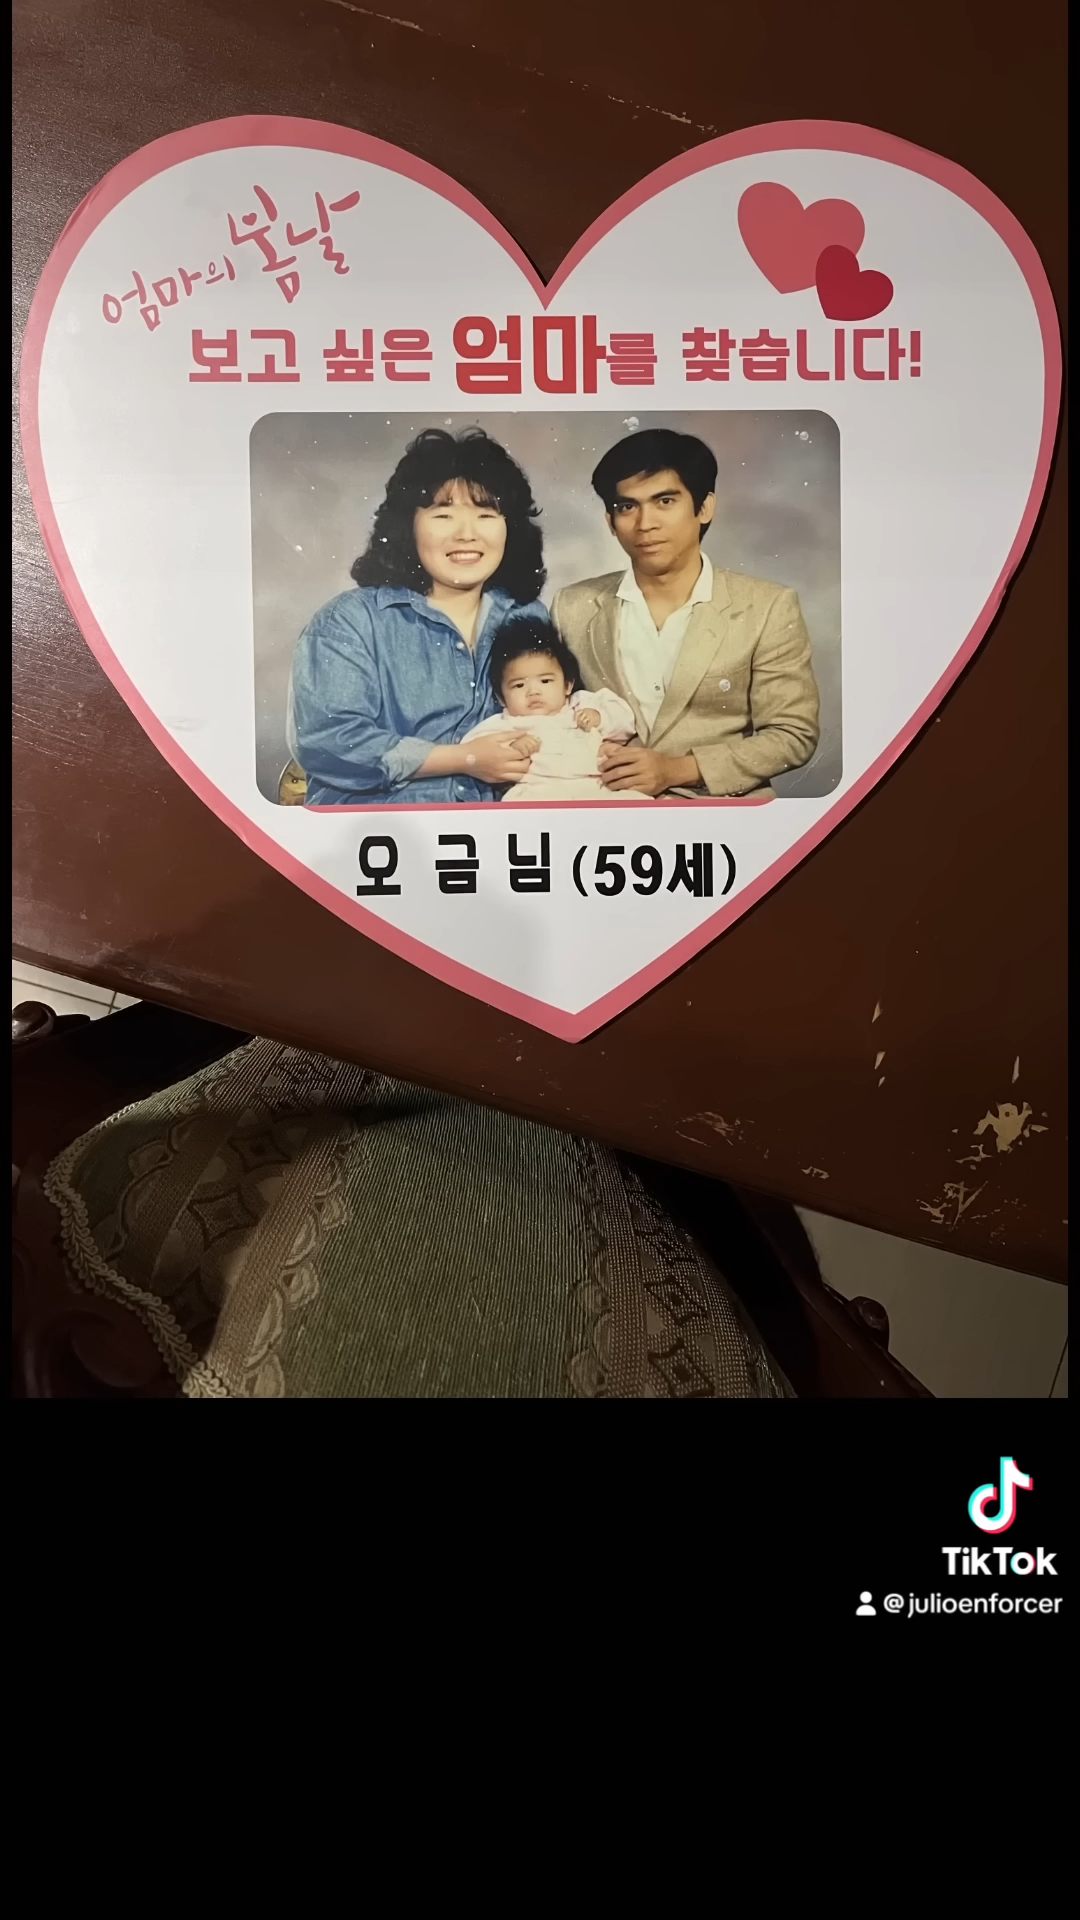 엄마의 봄날
보고 싶은 엄마를 찾습니다!
오 금 님 (59세)
TikTok
@julioenforcer